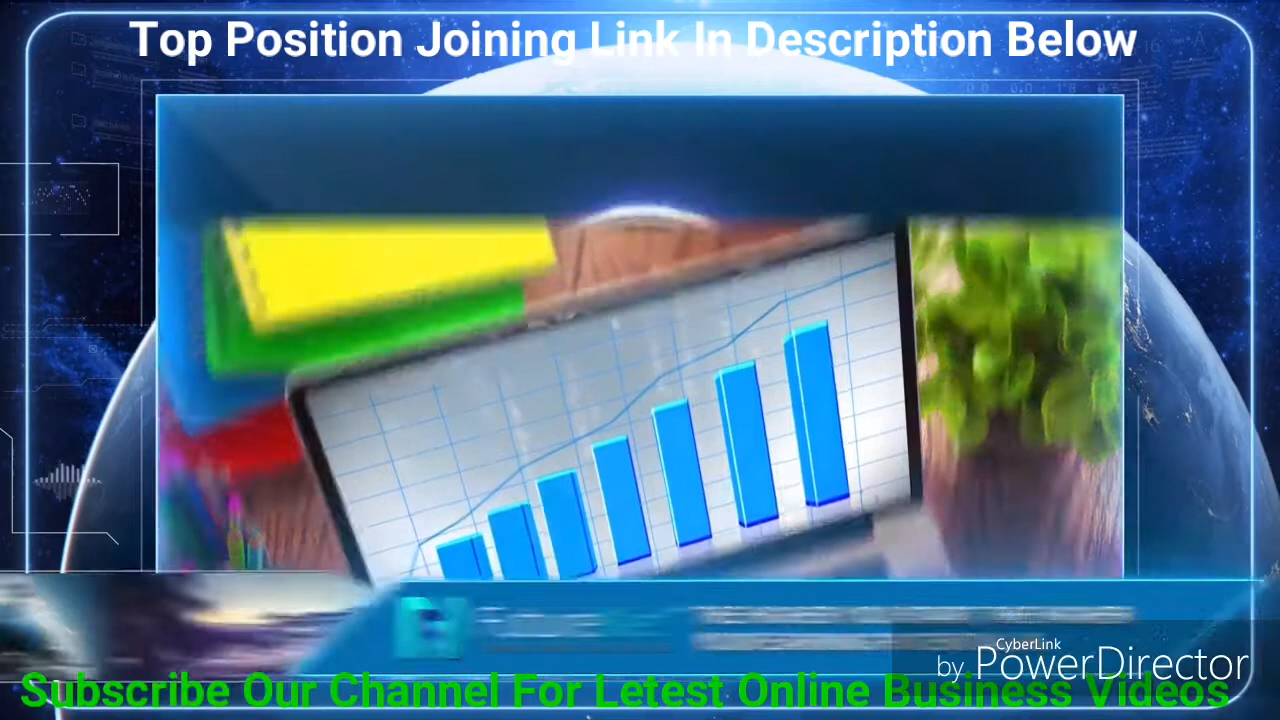 Top Position Joining Link In Description Below
CyberLink
by PowerDirector
Subscribe Our Channel For Letest Online Business Videos